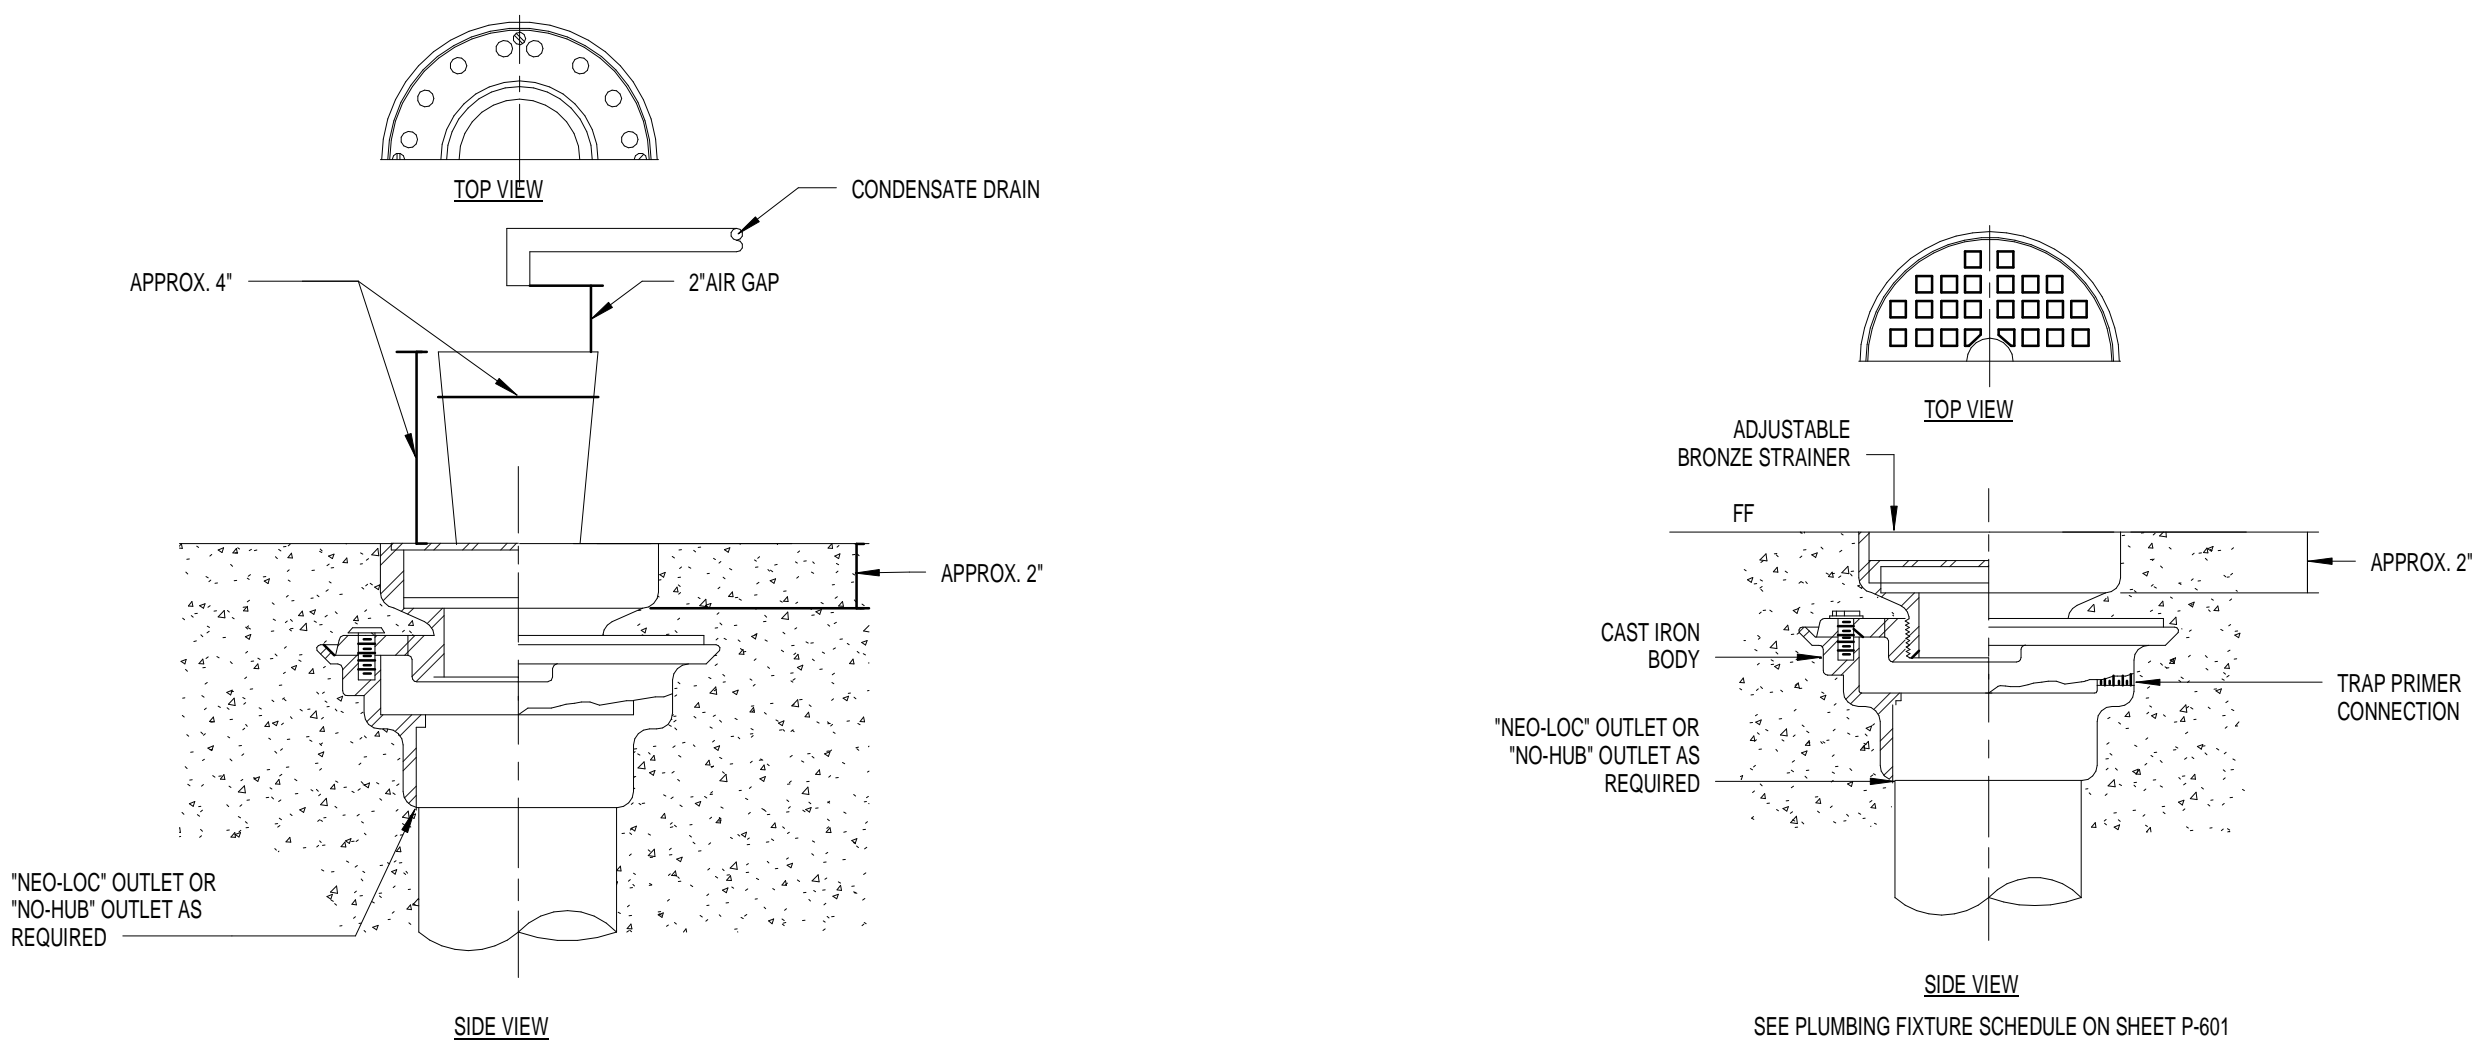 TOP VIEW
CONDENSATE DRAIN
APPROX. 4"
2"AIR GAP
APPROX. 2"
"NEO-LOC" OUTLET OR
"NO-HUB" OUTLET AS
REQUIRED
SIDE VIEW
TOP VIEW
ADJUSTABLE
BRONZE STRAINER
FF
APPROX. 2"
CAST IRON
BODY
TRAP PRIMER
CONNECTION
"NEO-LOC" OUTLET OR
"NO-HUB" OUTLET AS
REQUIRED
SIDE VIEW
SEE PLUMBING FIXTURE SCHEDULE ON SHEET P-601